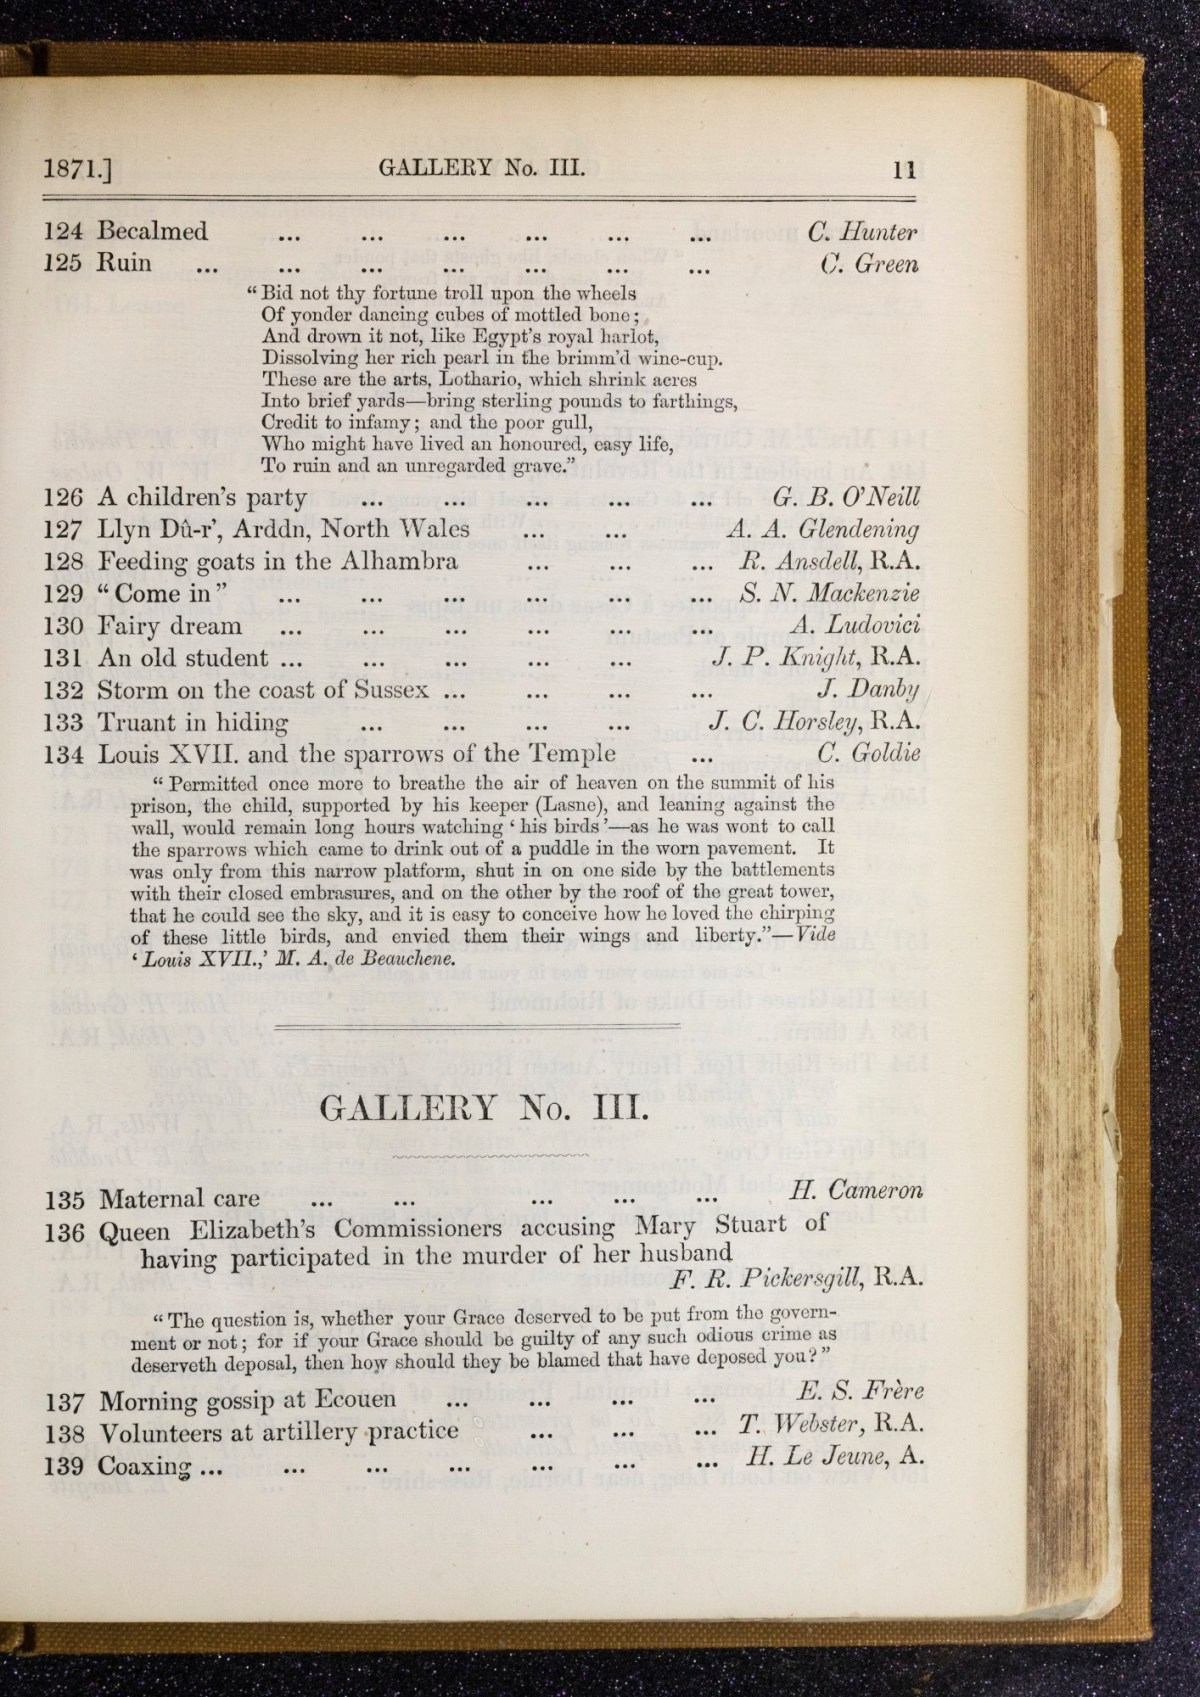 1871.] GALLERY No. III. 11
124 Becalmed ... ... ... ... ... ... C. Hunter
125 Ruin ... ... ... ... ... ... ... C. Green
“Bid not thy fortune troll upon the wheels
Of yonder dancing cubes of mottled bone;
And drown it not, like Egypt’s royal harlot,
Dissolving her rich pearl in the brimm’d wine-cup.
These are the arts, Lothario, which shrink acres
Into brief yards—bring sterling pounds to farthings,
Credit to infamy; and the poor gull,
Who might have lived an honoured, easy life,
To ruin and an unregarded grave.”
126 A children’s party ... ... ... ... ... G. B. O’Neill
127 Llyn Dû-r’, Arddn, North Wales ... ... A. A. Glendening
128 Feeding goats in the Alhambra ... ... ... R. Ansdell, R.A.
129 “Come in” ... ... ... ... ... ... S. N. Mackenzie
130 Fairy dream ... ... ... ... ... ... A. Ludovici
131 An old student ... ... ... ... ... J. P. Knight, R.A.
132 Storm on the coast of Sussex ... ... ... ... J. Danby
133 Truant in hiding ... ... ... ... J. C. Horsley, R.A.
134 Louis XVII. and the sparrows of the Temple ... C. Goldie
“Permitted once more to breathe the air of heaven on the summit of his
prison, the child, supported by his keeper (Lasne), and leaning against the
wall, would remain long hours watching ‘his birds’—as he was wont to call
the sparrows which came to drink out of a puddle in the worn pavement. It
was only from this narrow platform, shut in on one side by the battlements
with their closed embrasures, and on the other by the roof of the great tower,
that he could see the sky, and it is easy to conceive how he loved the chirping
of these little birds, and envied them their wings and liberty.”—Vide
‘Louis XVII.,’ M. A. de Beauchene.
GALLERY No. III.
135 Maternal care ... ... ... ... ... H. Cameron
136 Queen Elizabeth’s Commissioners accusing Mary Stuart of
having participated in the murder of her husband
F. R. Pickersgill, R.A.
“The question is, whether your Grace deserved to be put from the govern-
ment or not; for if your Grace should be guilty of any such odious crime as
deserveth deposal, then how should they be blamed that have deposed you?”
137 Morning gossip at Ecouen ... ... ... ... E. S. Frère
138 Volunteers at artillery practice ... ... ... T. Webster, R.A.
139 Coaxing ... ... ... ... ... ... ... H. Le Jeune, A.